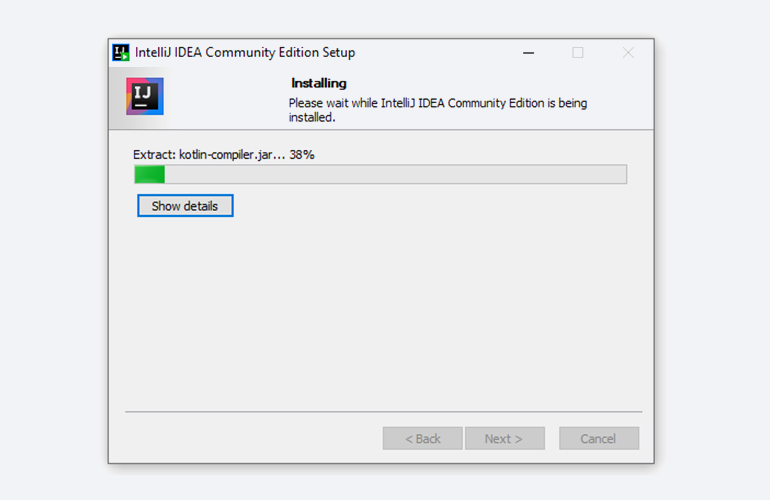 IntelliJ IDEA Community Edition Setup
IJ
Installing
Please wait while IntelliJ IDEA Community Edition is being
installed.
Extract: kotlin-compiler.jar... 38%
Show details
< Back
Next >
Cancel